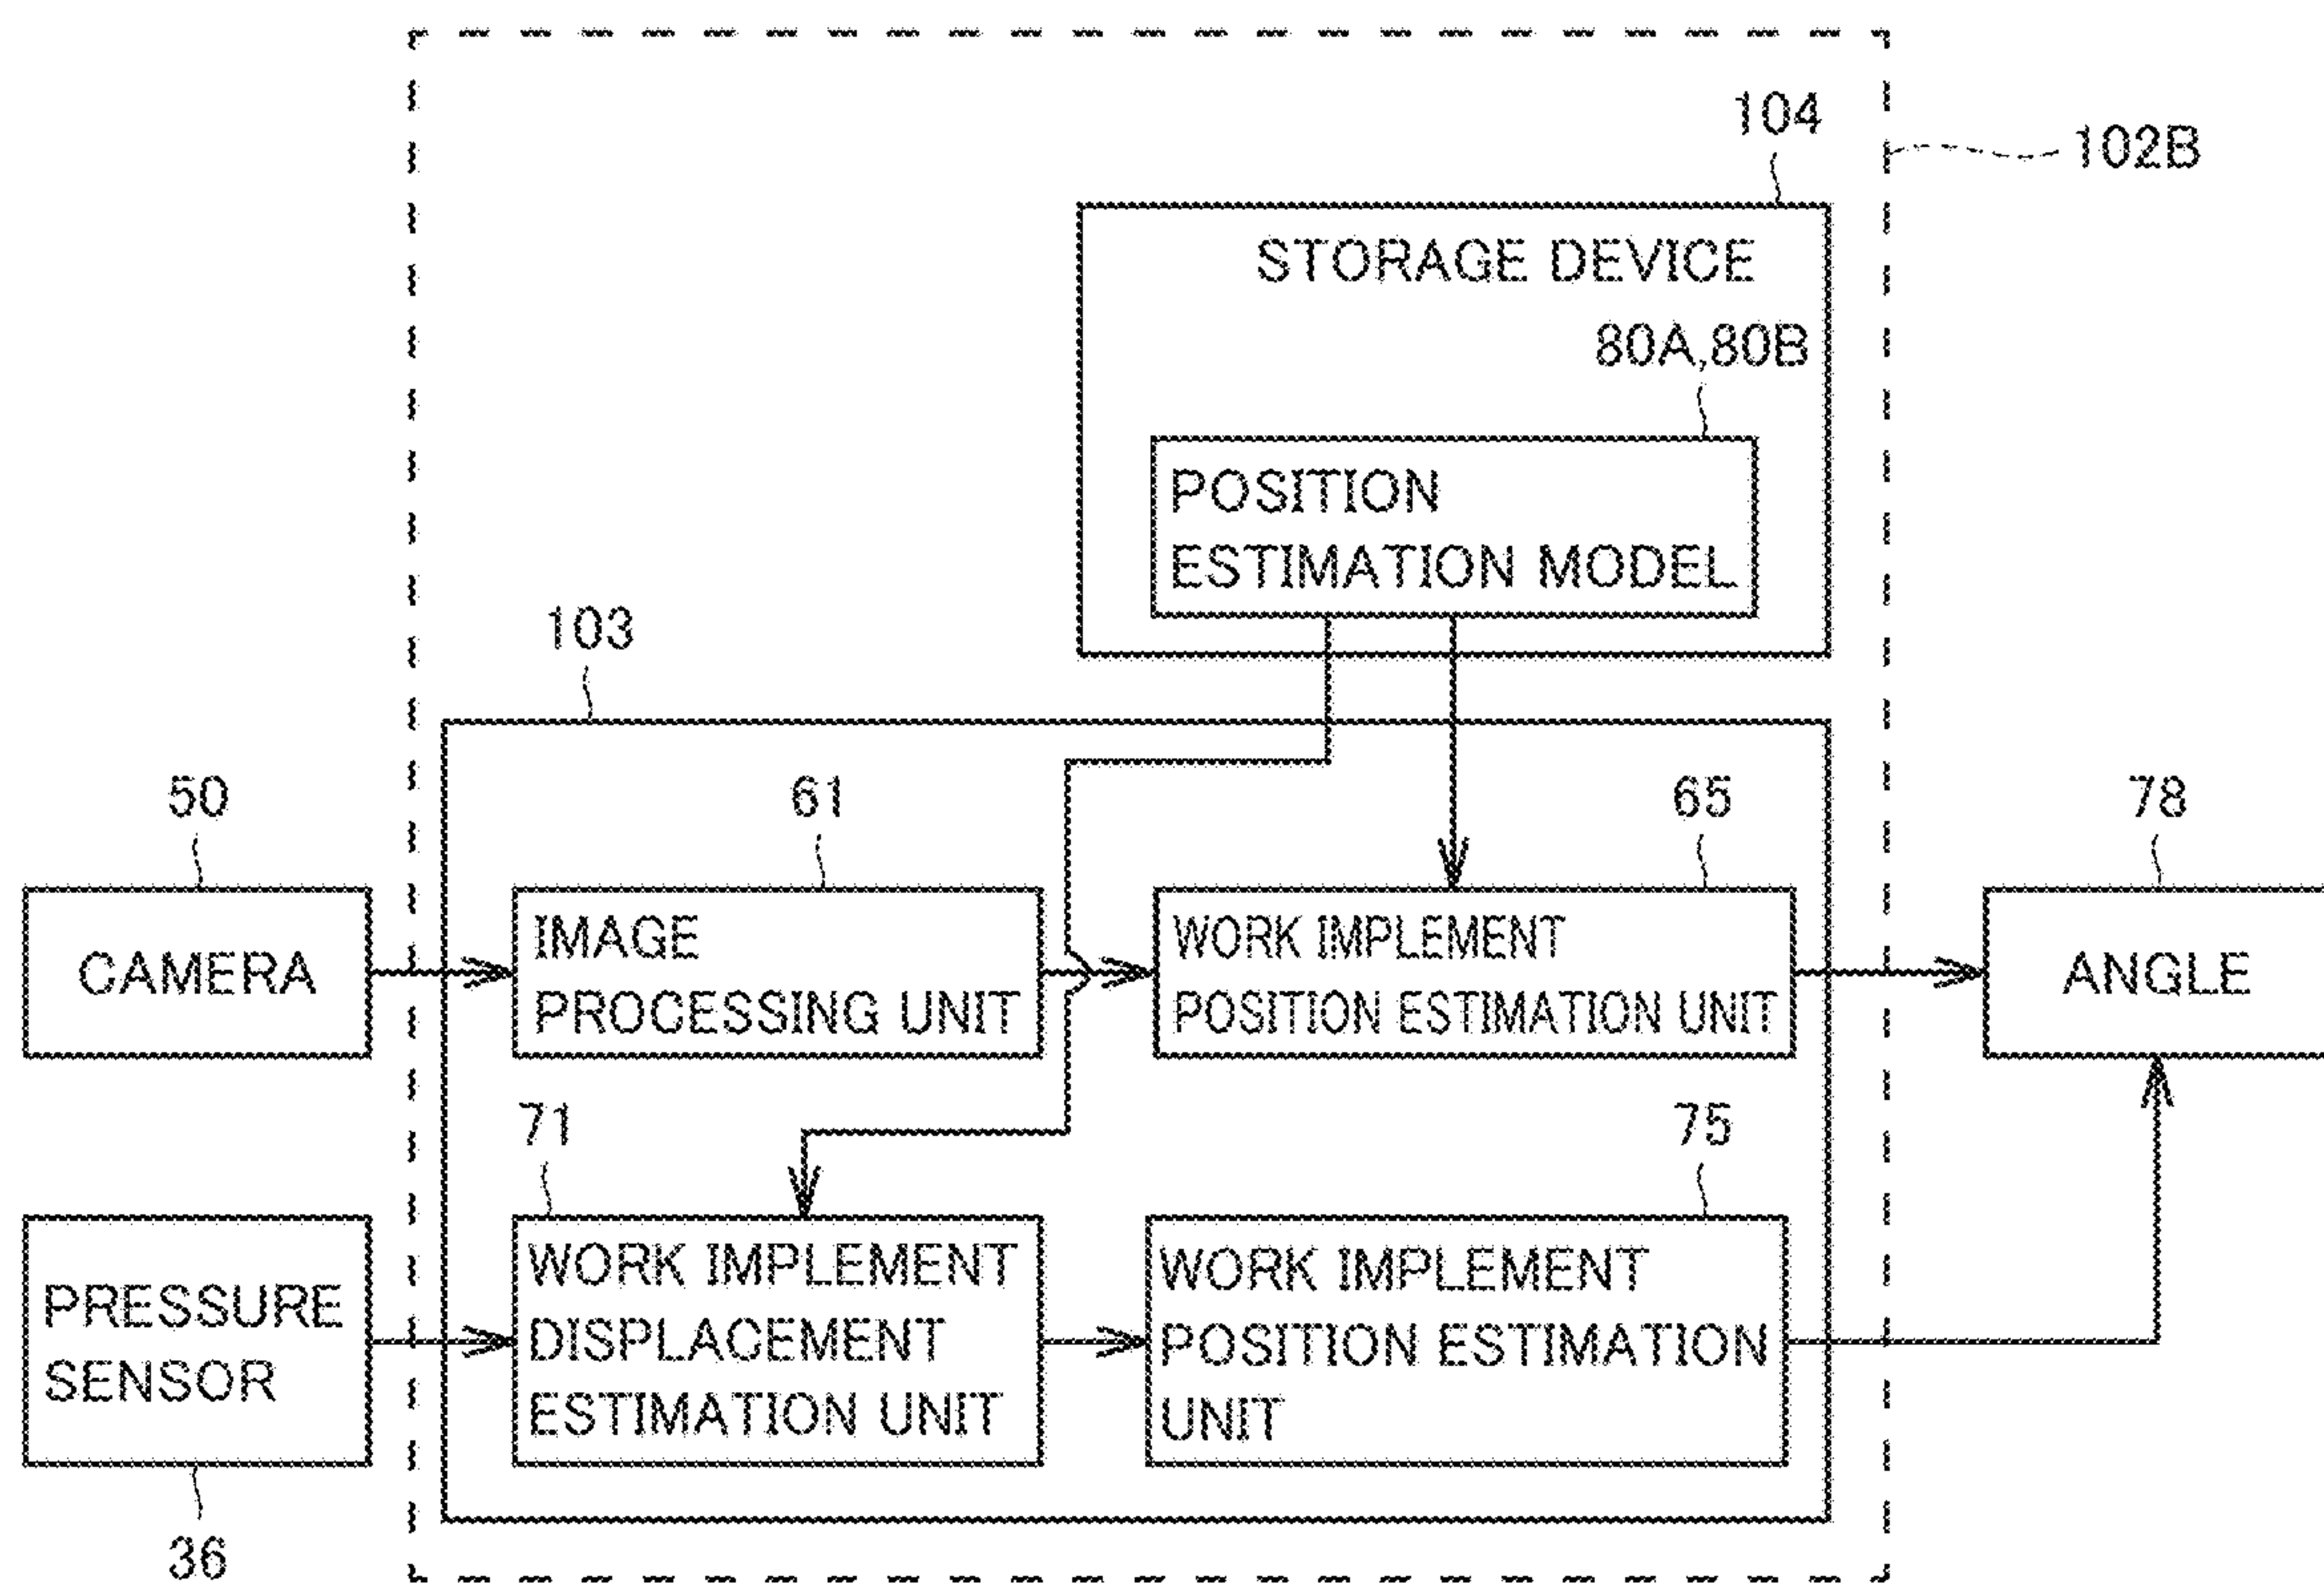 104
102B
STORAGE DEVICE
80A,80B
POSITION
ESTIMATION MODEL
103
50
61
65
78
CAMERA
IMAGE
PROCESSING UNIT
WORK IMPLEMENT
POSITION ESTIMATION UNIT
ANGLE
71
75
PRESSURE
SENSOR
WORK IMPLEMENT
DISPLACEMENT
ESTIMATION UNIT
WORK IMPLEMENT
POSITION ESTIMATION
UNIT
36